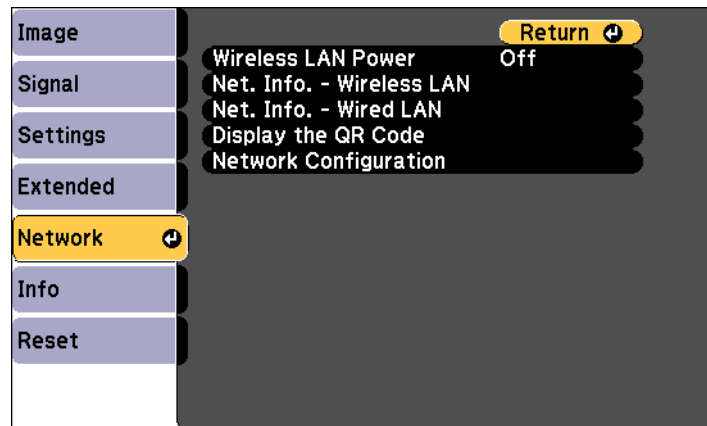 Image
Signal
Settings
Extended
Network
Info
Reset
Return
Wireless LAN Power Off
Net. Info. - Wireless LAN
Net. Info. - Wired LAN
Display the QR Code
Network Configuration